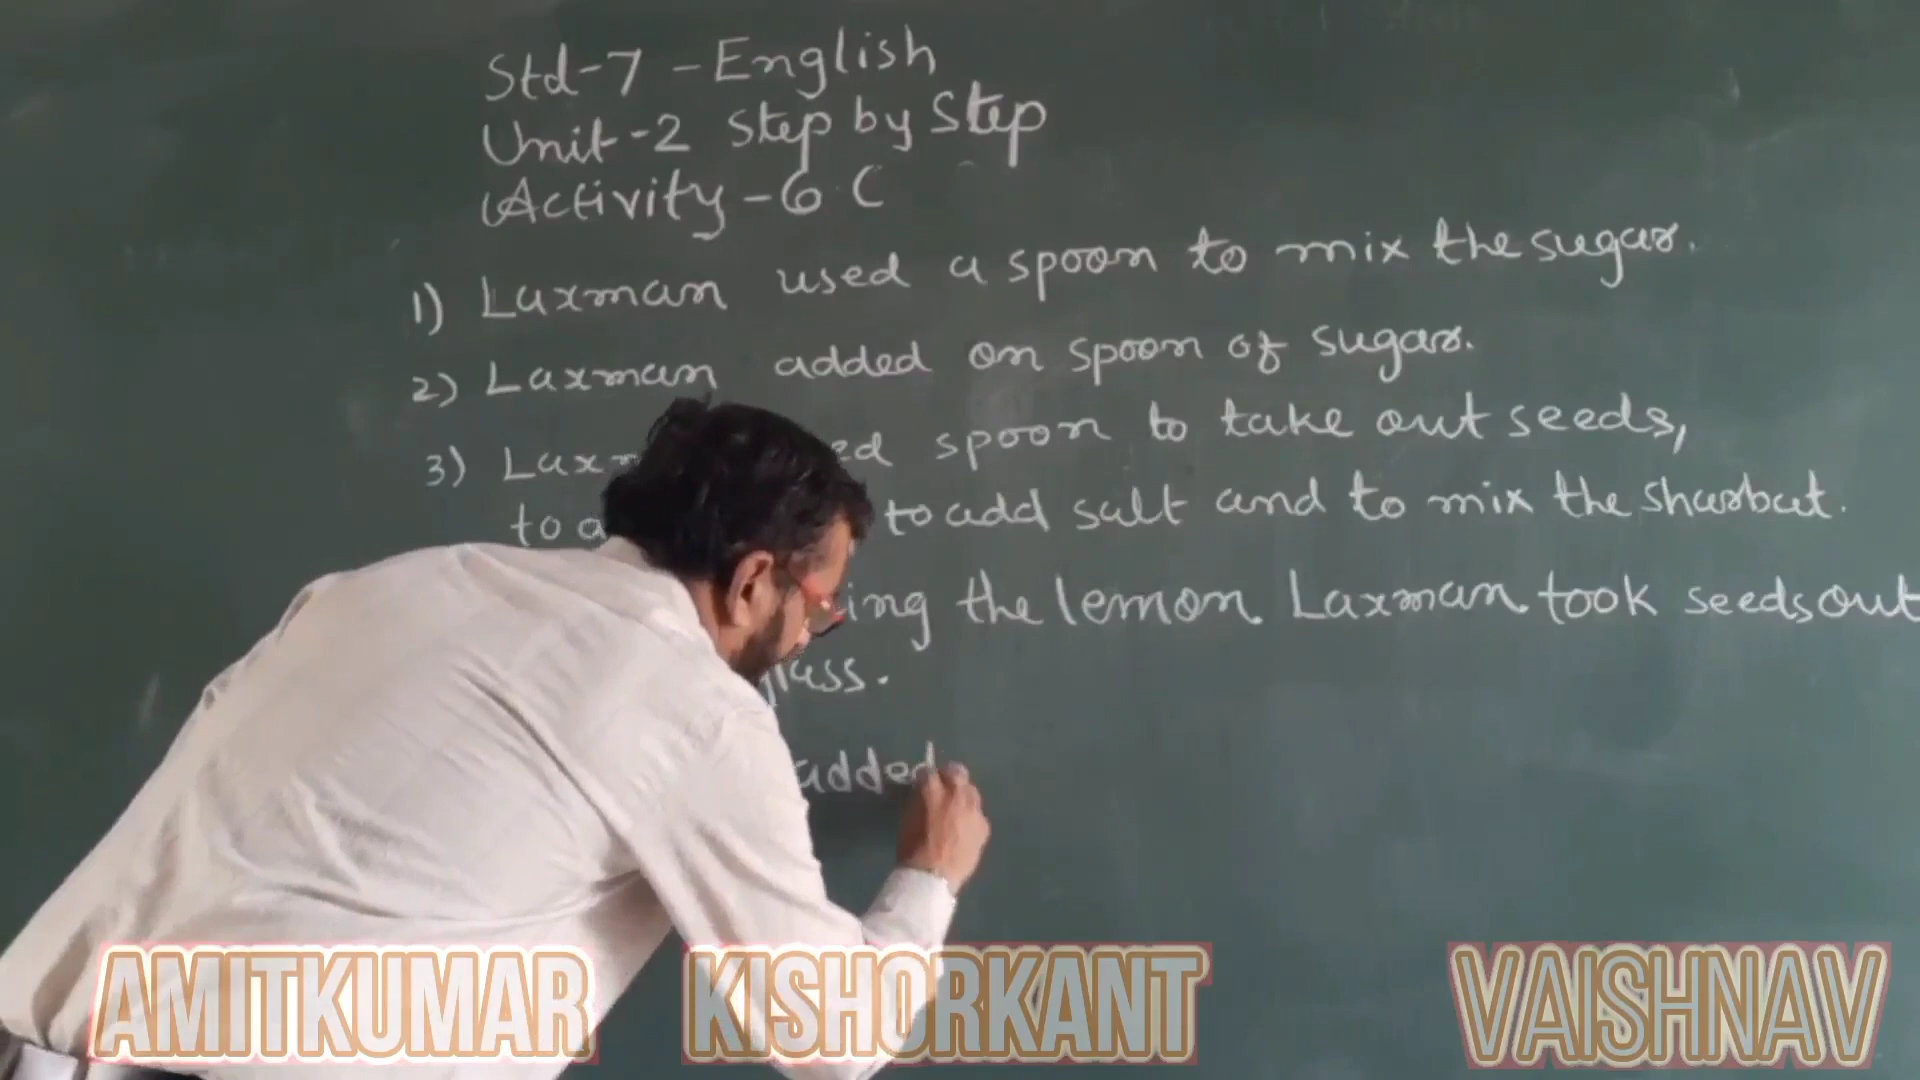 Std-7 - English
Unit-2 Step by Step
Activity - 6 C
1) Laxman used a spoon to mix the sugar.
2) Laxman added on spoon of sugar.
3) spoon to take out seeds,
to to add salt and to mix the sharbat.
the lemon Laxman took seeds out
glass.
added
AMITKUMAR KISHORKANT VAISHNAV